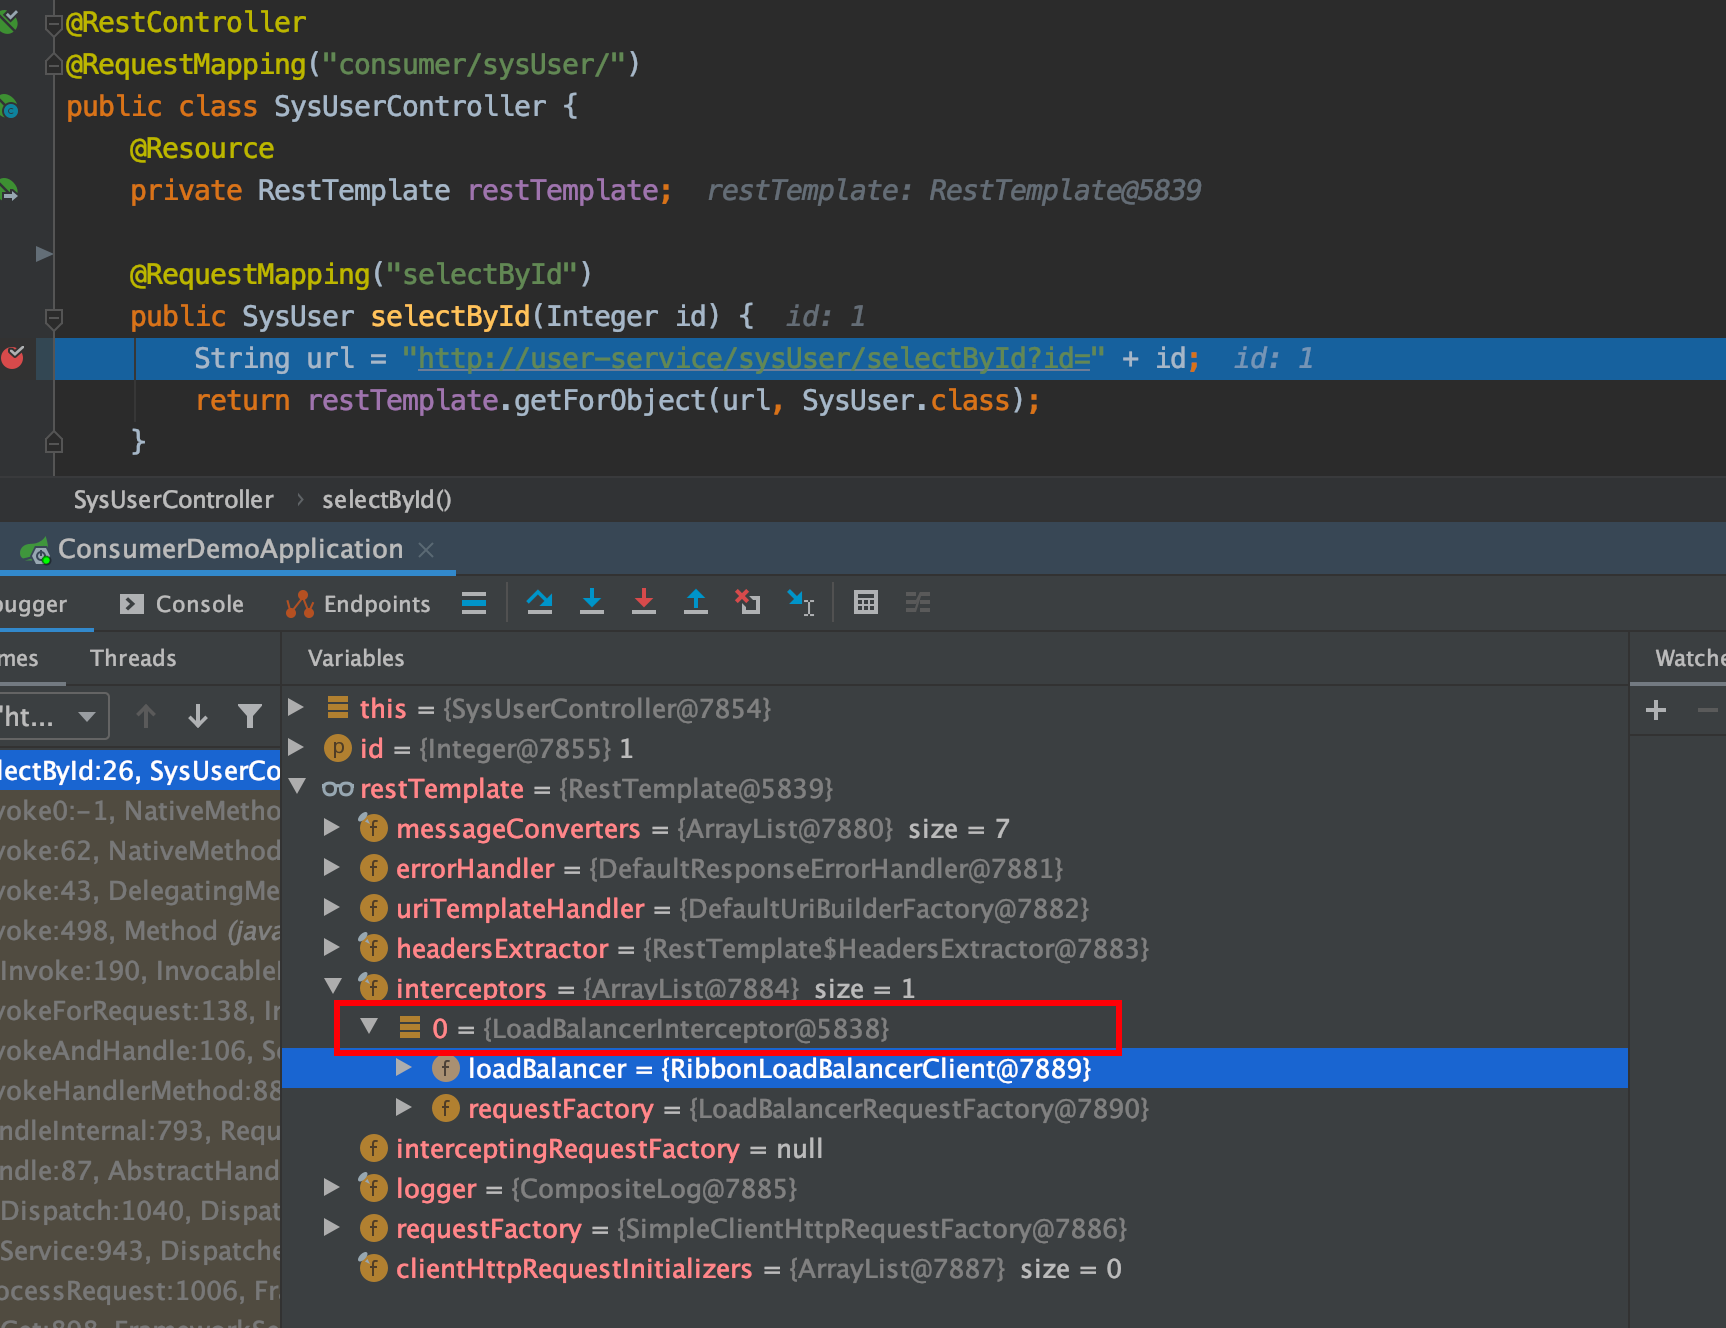 @RestController
@RequestMapping("consumer/sysUser/")
public class SysUserController {
@Resource
private RestTemplate restTemplate; restTemplate: RestTemplate@5839
@RequestMapping("selectById")
public SysUser selectById(Integer id) { id: 1
String url = "http://user-service/sysUser/selectById?id=" + id; id: 1
return restTemplate.getForObject(url, SysUser.class);
}
SysUserController › selectById()
ConsumerDemoApplication
ugger Console Endpoints
mes Threads Variables Watche
"ht...
this = {SysUserController@7854}
id = {Integer@7855} 1
restTemplate = {RestTemplate@5839}
messageConverters = {ArrayList@7880} size = 7
errorHandler = {DefaultResponseErrorHandler@7881}
uriTemplateHandler = {DefaultUriBuilderFactory@7882}
headersExtractor = {RestTemplate$HeadersExtractor@7883}
interceptors = {ArrayList@7884} size = 1
0 = {LoadBalancerInterceptor@5838}
loadBalancer = {RibbonLoadBalancerClient@7889}
requestFactory = {LoadBalancerRequestFactory@7890}
interceptingRequestFactory = null
logger = {CompositeLog@7885}
requestFactory = {SimpleClientHttpRequestFactory@7886}
clientHttpRequestInitializers = {ArrayList@7887} size = 0
lectById:26, SysUserCo
voke0:-1, NativeMetho
voke:62, NativeMethod
voke:43, DelegatingMe
voke:498, Method (java
Invoke:190, Invocable
vokeForRequest:138, In
vokeAndHandle:106, Se
vokeHandlerMethod:88
ndleInternal:793, Requ
ndle:87, AbstractHand
Dispatch:1040, Dispat
Service:943, Dispatche
ocessRequest:1006, Fr
Get:898, FrameworkSe